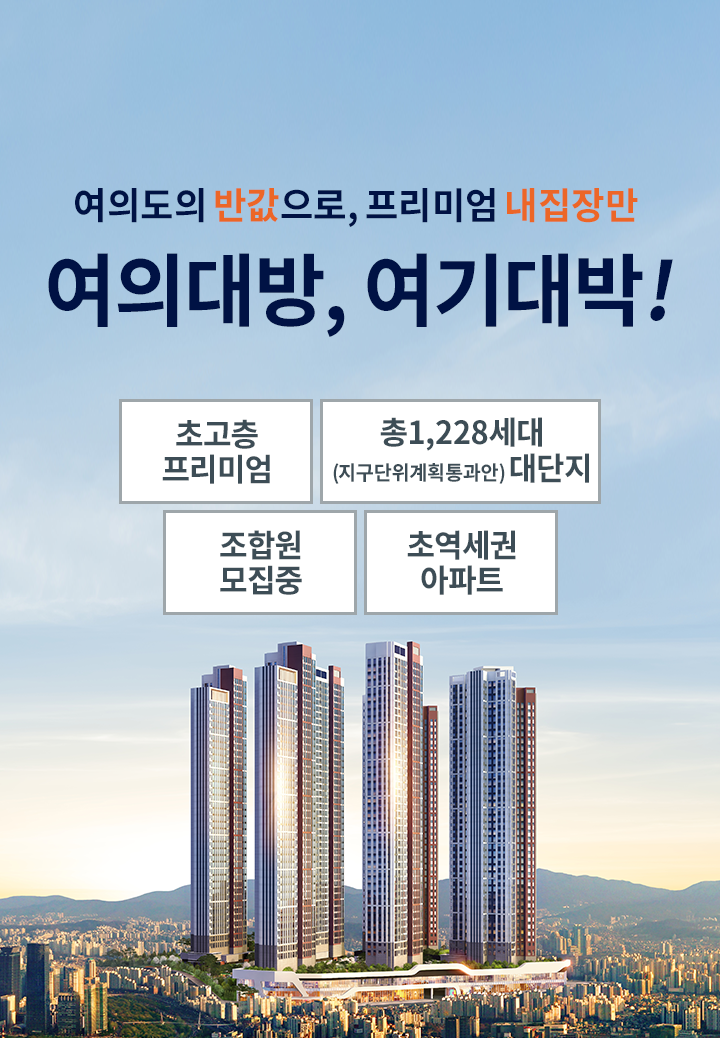 여의도의 반값으로, 프리미엄 내집장만
여의대방, 여기대박!
초고층
프리미엄
총1,228세대
(지구단위계획통과안) 대단지
조합원
모집중
초역세권
아파트